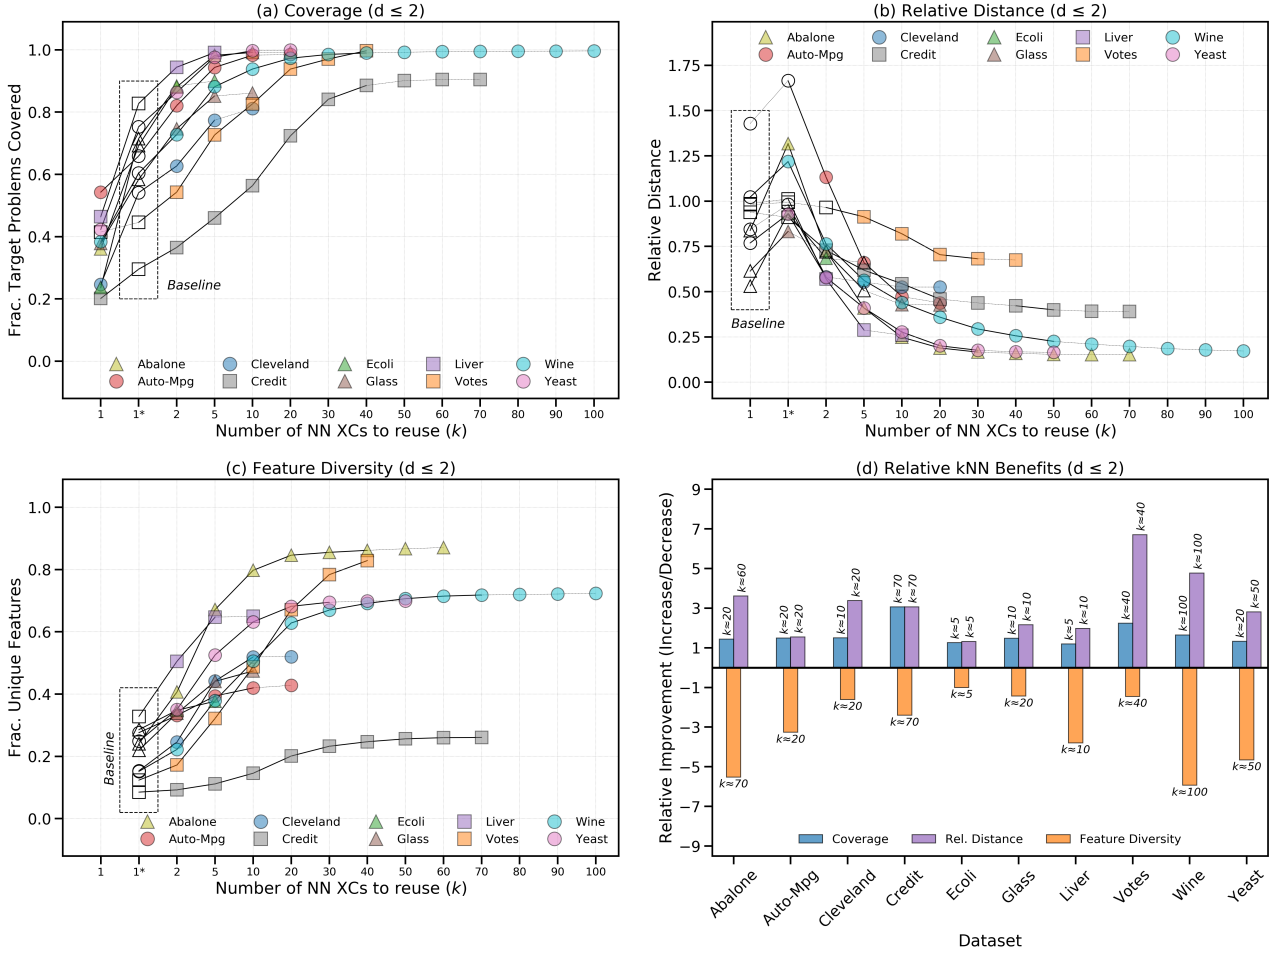 (a) Coverage (d ≤ 2)
Frac. Target Problems Covered
1.0
0.8
0.6
0.4
0.2
0.0
Baseline
Abalone Cleveland Ecoli Liver Wine
Auto-Mpg Credit Glass Votes Yeast
1 1* 2 5 10 20 30 40 50 60 70 80 90 100
Number of NN XCs to reuse (k)
(b) Relative Distance (d ≤ 2)
Abalone Cleveland Ecoli Liver Wine
Auto-Mpg Credit Glass Votes Yeast
Relative Distance
1.75
1.50
1.25
1.00
0.75
0.50
0.25
0.00
Baseline
1 1* 2 5 10 20 30 40 50 60 70 80 90 100
Number of NN XCs to reuse (k)
(c) Feature Diversity (d ≤ 2)
Frac. Unique Features
1.0
0.8
0.6
0.4
0.2
0.0
Baseline
Abalone Cleveland Ecoli Liver Wine
Auto-Mpg Credit Glass Votes Yeast
1 1* 2 5 10 20 30 40 50 60 70 80 90 100
Number of NN XCs to reuse (k)
(d) Relative kNN Benefits (d ≤ 2)
Relative Improvement (Increase/Decrease)
9
7
5
3
1
−1
−3
−5
−7
−9
k≈20 k≈60 k≈20 k≈20 k≈10 k≈20 k≈70 k≈70 k≈5 k≈5 k≈10 k≈10 k≈5 k≈10 k≈40 k≈40 k≈100 k≈100 k≈20 k≈50
k≈70 k≈20 k≈20 k≈70 k≈5 k≈20 k≈10 k≈40 k≈100 k≈50
Coverage Rel. Distance Feature Diversity
Abalone Auto-Mpg Cleveland Credit Ecoli Glass Liver Votes Wine Yeast
Dataset